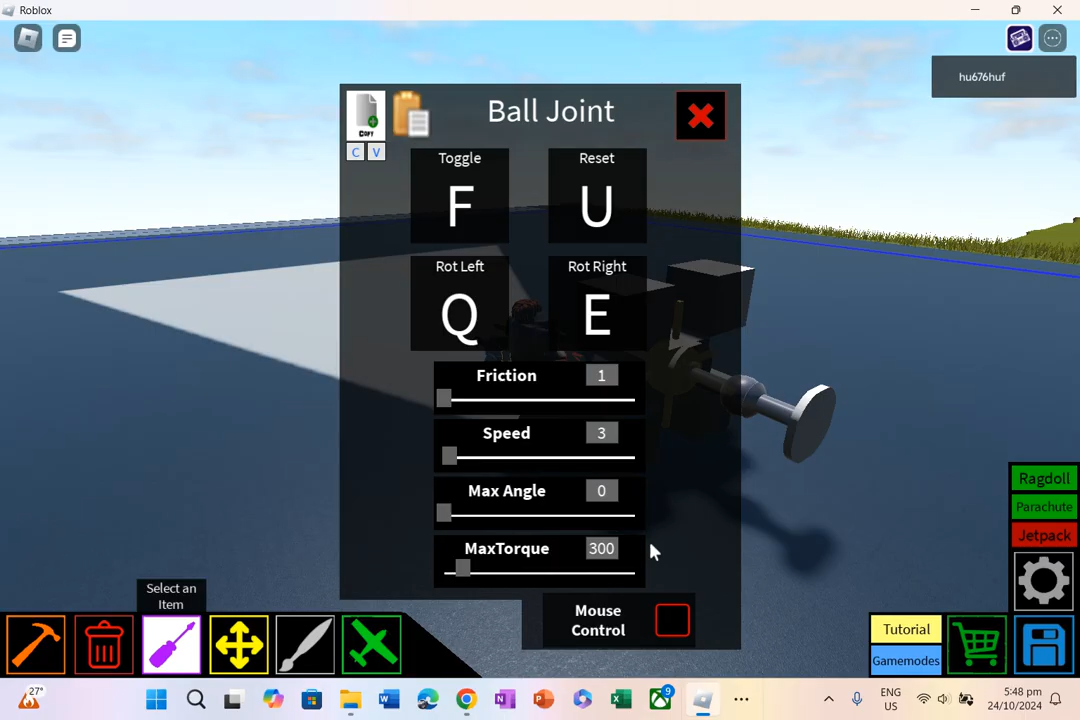 Roblox
hu676huf
Ball Joint
COPY
C V
Toggle
F
Reset
U
Rot Left
Q
Rot Right
E
Friction 1
Speed 3
Max Angle 0
MaxTorque 300
Mouse
Control
Select an
Item
Ragdoll
Parachute
Jetpack
Tutorial
Gamemodes
27°
9
ENG
US
5:48 pm
24/10/2024